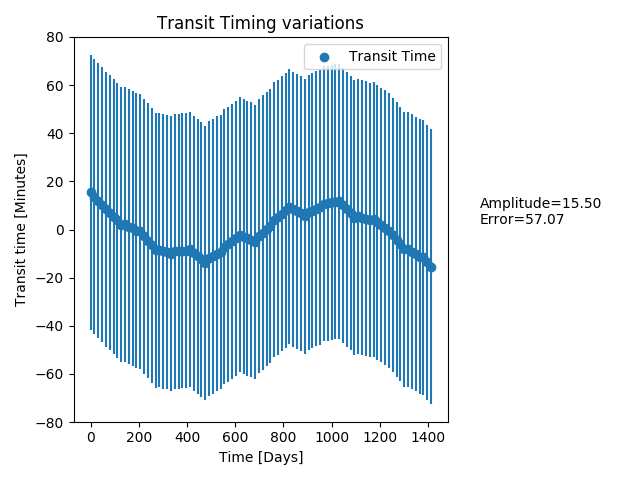 Transit Timing variations
Transit Time
80
60
40
20
0
−20
−40
−60
−80
Transit time [Minutes]
0 200 400 600 800 1000 1200 1400
Time [Days]
Amplitude=15.50
Error=57.07